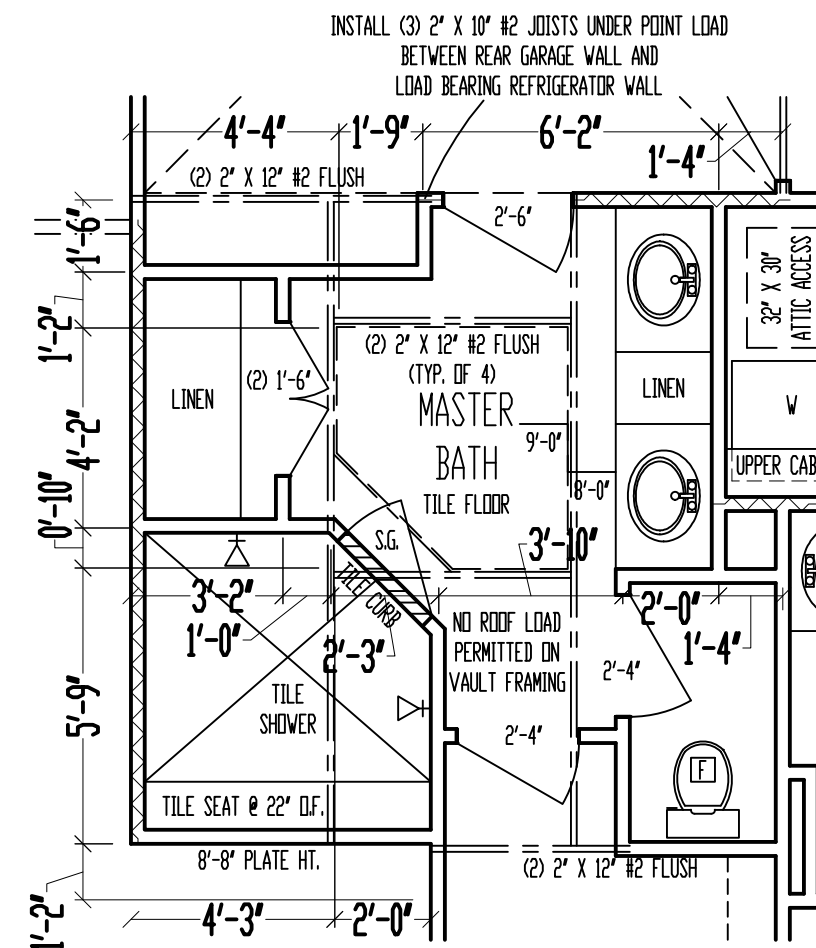 INSTALL (3) 2" X 10" #2 JOISTS UNDER POINT LOAD
BETWEEN REAR GARAGE WALL AND
LOAD BEARING REFRIGERATOR WALL
4'-4"
1'-9"
6'-2"
1'-4"
(2) 2" X 12" #2 FLUSH
2'-6"
1'-6"
32" X 30"
ATTIC ACCESS
1'-2"
(2) 2" X 12" #2 FLUSH
(TYP. OF 4)
LINEN
(2) 1'-6"
MASTER
BATH
TILE FLOOR
LINEN
W
4'-2"
9'-0"
8'-0"
UPPER CAB
0'-10"
S.G.
3'-10"
TILE CURB
3'-2"
1'-0"
2'-3"
NO ROOF LOAD
PERMITTED ON
VAULT FRAMING
2'-0"
1'-4"
2'-4"
5'-9"
TILE
SHOWER
2'-4"
F
TILE SEAT @ 22" O.F.
8'-8" PLATE HT.
(2) 2" X 12" #2 FLUSH
1'-2"
4'-3"
2'-0"